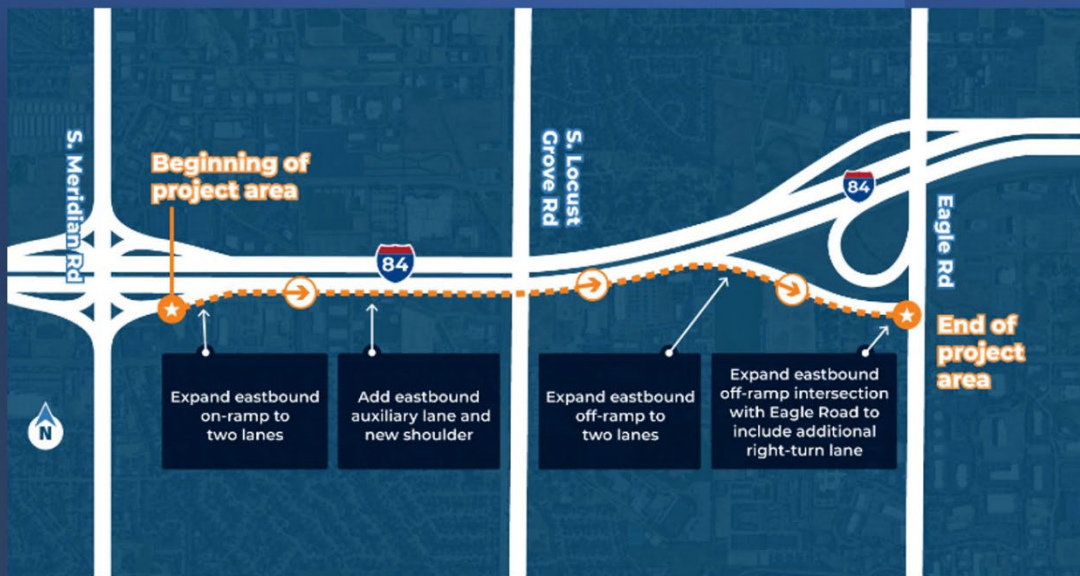 S. Meridian Rd
Beginning of
project area
84
S. Locust
Grove Rd
84
Eagle Rd
End of
project
area
Expand eastbound
on-ramp to
two lanes
Add eastbound
auxiliary lane and
new shoulder
Expand eastbound
off-ramp to
two lanes
Expand eastbound
off-ramp intersection
with Eagle Road to
include additional
right-turn lane
N